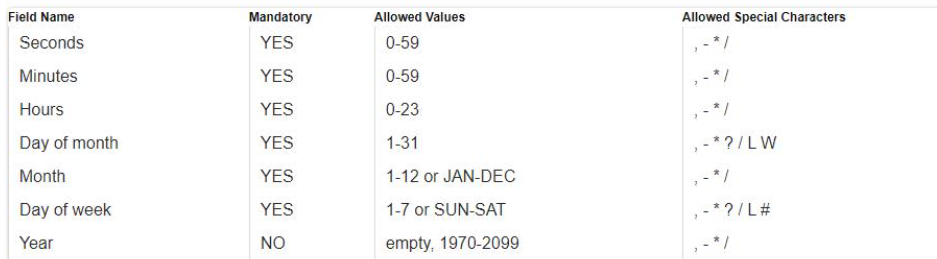 Field Name Mandatory Allowed Values Allowed Special Characters
Seconds YES 0-59 , - * /
Minutes YES 0-59 , - * /
Hours YES 0-23 , - * /
Day of month YES 1-31 , - * ? / L W
Month YES 1-12 or JAN-DEC , - * /
Day of week YES 1-7 or SUN-SAT , - * ? / L #
Year NO empty, 1970-2099 , - * /